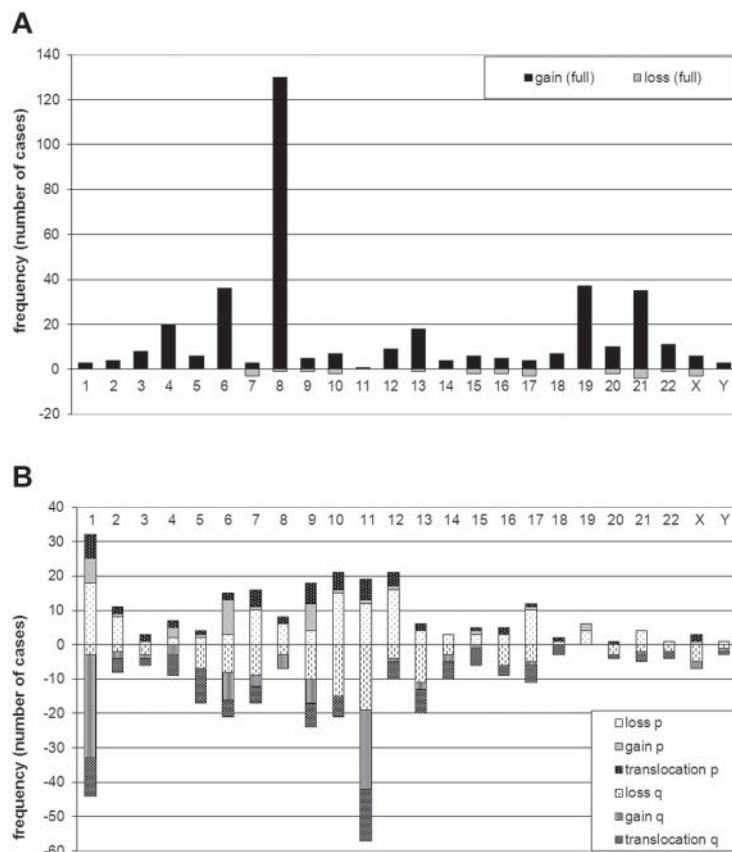 A
frequency (number of cases)
140
120
100
80
60
40
20
0
-20
gain (full) loss (full)
1 2 3 4 5 6 7 8 9 10 11 12 13 14 15 16 17 18 19 20 21 22 X Y
B
frequency (number of cases)
40
30
20
10
0
-10
-20
-30
-40
-50
-60
1 2 3 4 5 6 7 8 9 10 11 12 13 14 15 16 17 18 19 20 21 22 X Y
loss p
gain p
translocation p
loss q
gain q
translocation q